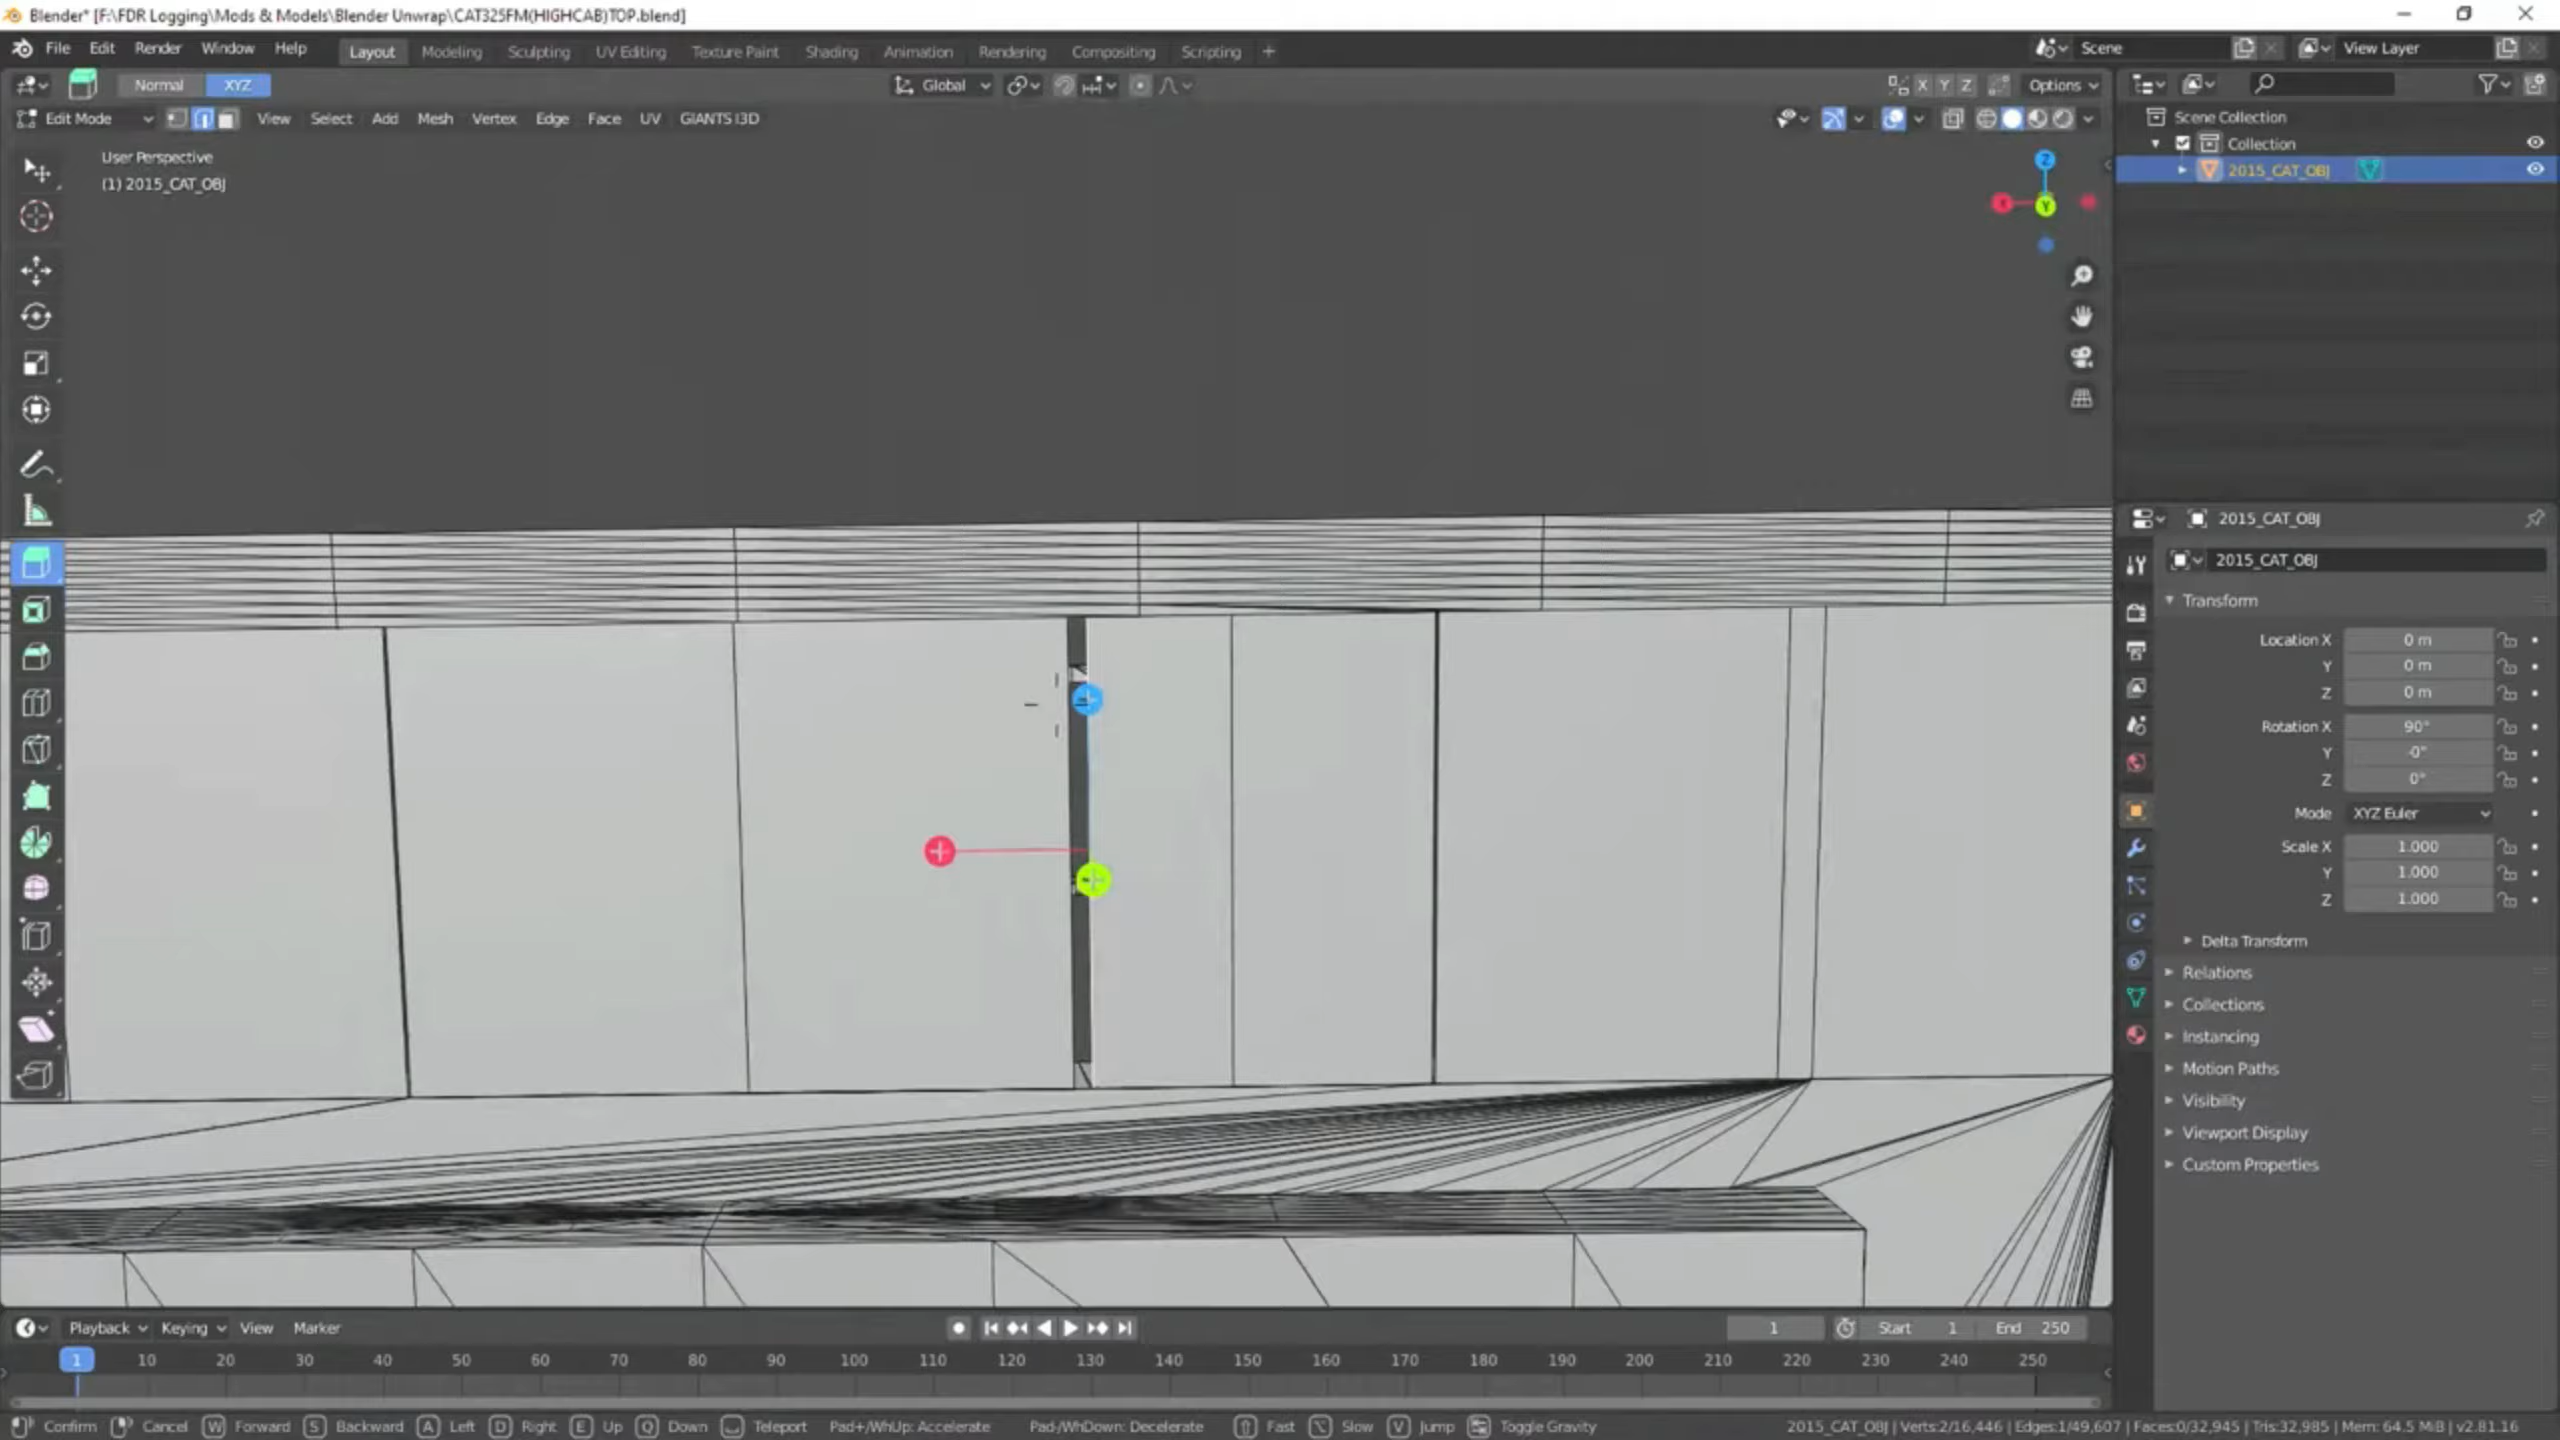 Blender* [F:\FDR Logging\Mods & Models\Blender Unwrap\CAT325FM(HIGHCAB)TOP.blend]
File Edit Render Window Help Layout Modeling Sculpting UV Editing Texture Paint Shading Animation Rendering Compositing Scripting + Scene View Layer
Normal XYZ Global X Y Z Options
Edit Mode View Select Add Mesh Vertex Edge Face UV GIANTS I3D
User Perspective
(1) 2015_CAT_OBJ
Z
X Y
Scene Collection
Collection
2015_CAT_OBJ
2015_CAT_OBJ
2015_CAT_OBJ
Transform
Location X 0 m
Y 0 m
Z 0 m
Rotation X 90°
Y -0°
Z 0°
Mode XYZ Euler
Scale X 1.000
Y 1.000
Z 1.000
Delta Transform
Relations
Collections
Instancing
Motion Paths
Visibility
Viewport Display
Custom Properties
Playback Keying View Marker 1 Start 1 End 250
1 10 20 30 40 50 60 70 80 90 100 110 120 130 140 150 160 170 180 190 200 210 220 230 240 250
Confirm Cancel W Forward S Backward A Left D Right E Up Q Down Teleport Pad+/WhUp: Accelerate Pad-/WhDown: Decelerate Fast Slow V Jump Toggle Gravity 2015_CAT_OBJ | Verts:2/16,446 | Edges:1/49,607 | Faces:0/32,945 | Tris:32,985 | Mem: 64.5 MiB | v2.81.16